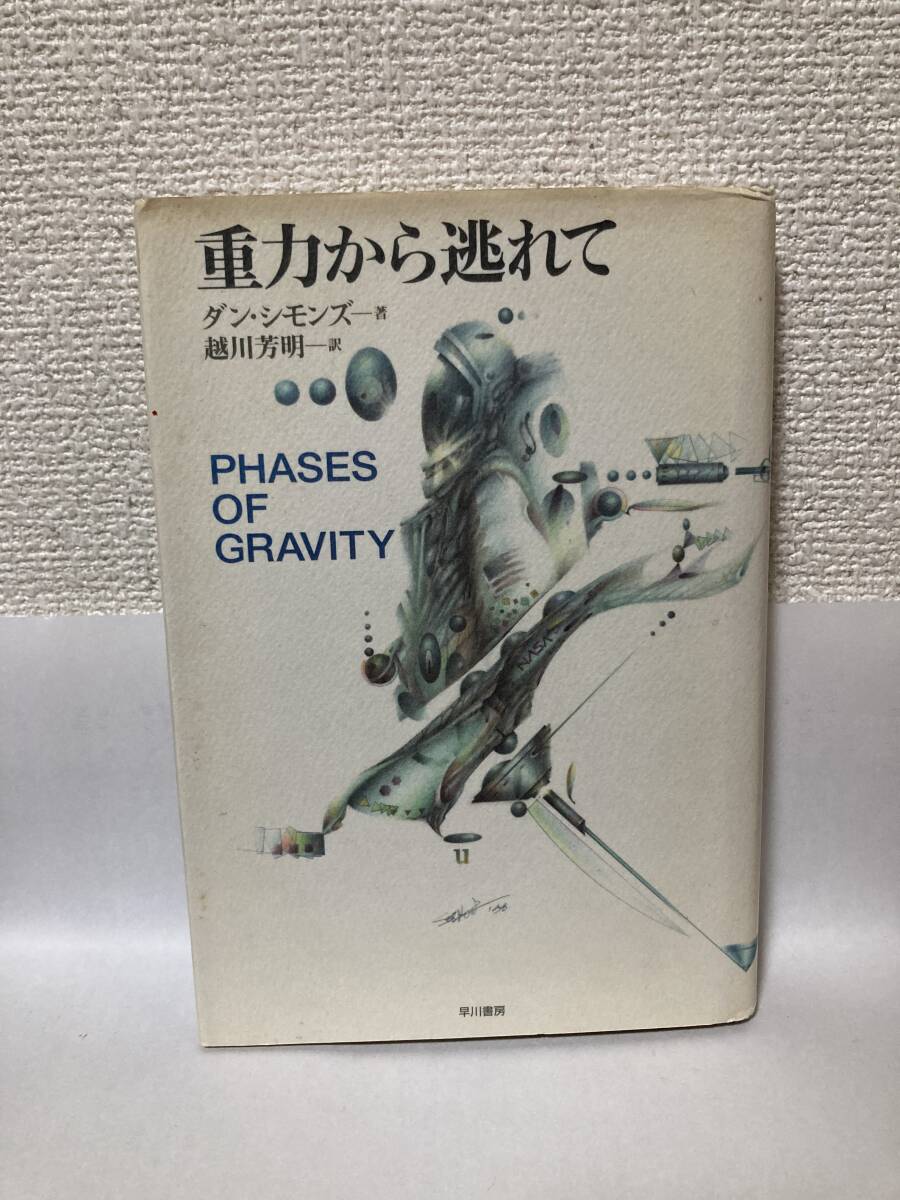 重力から逃れて
ダン・シモンズ—著
越川芳明—訳
PHASES
OF
GRAVITY
NASA
u
早川書房